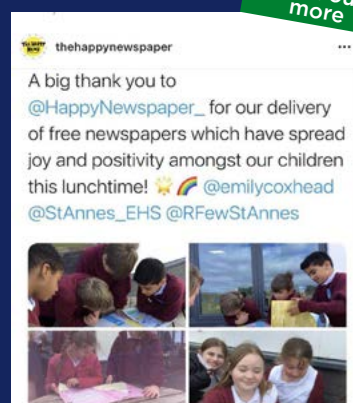 more
thehappynewspaper
A big thank you to
@HappyNewspaper_ for our delivery
of free newspapers which have spread
joy and positivity amongst our children
this lunchtime! 🌟🌈 @emilycoxhead
@StAnnes_EHS @RFewStAnnes